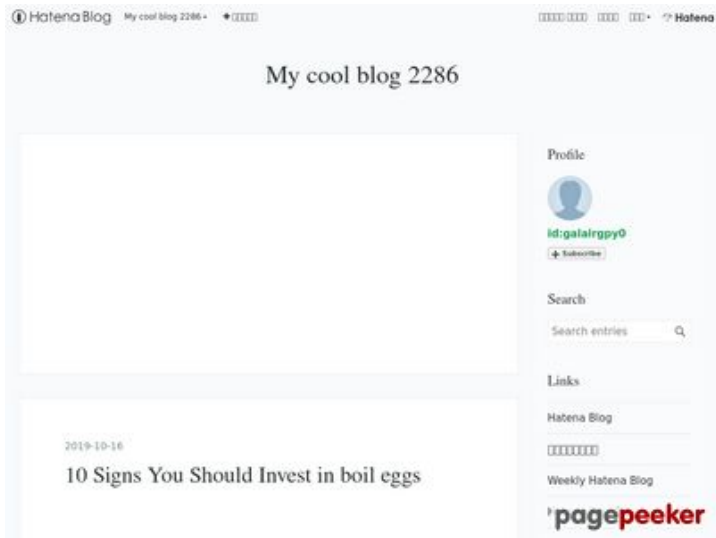 Hatena Blog My cool blog 2286
Hatena
My cool blog 2286
Profile
id:galairgpy0
Subscribe
Search
Search entries
Links
Hatena Blog
Weekly Hatena Blog
2019-10-16
10 Signs You Should Invest in boil eggs
pagepeeker